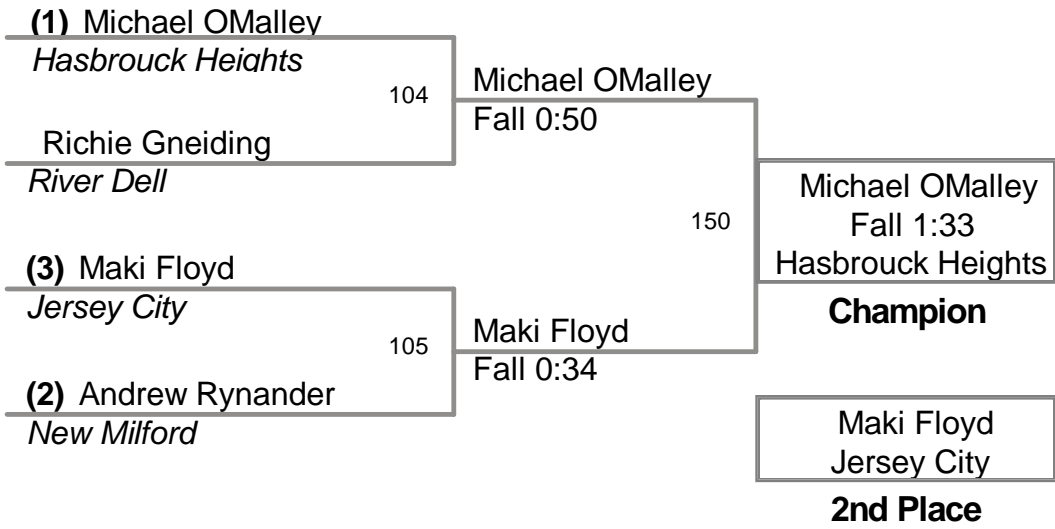 (1) Michael OMalley
Hasbrouck Heights
104
Michael OMalley
Fall 0:50
Richie Gneiding
River Dell
150
Michael OMalley
Fall 1:33
Hasbrouck Heights
Champion
(3) Maki Floyd
Jersey City
105
Maki Floyd
Fall 0:34
(2) Andrew Rynander
New Milford
Maki Floyd
Jersey City
2nd Place